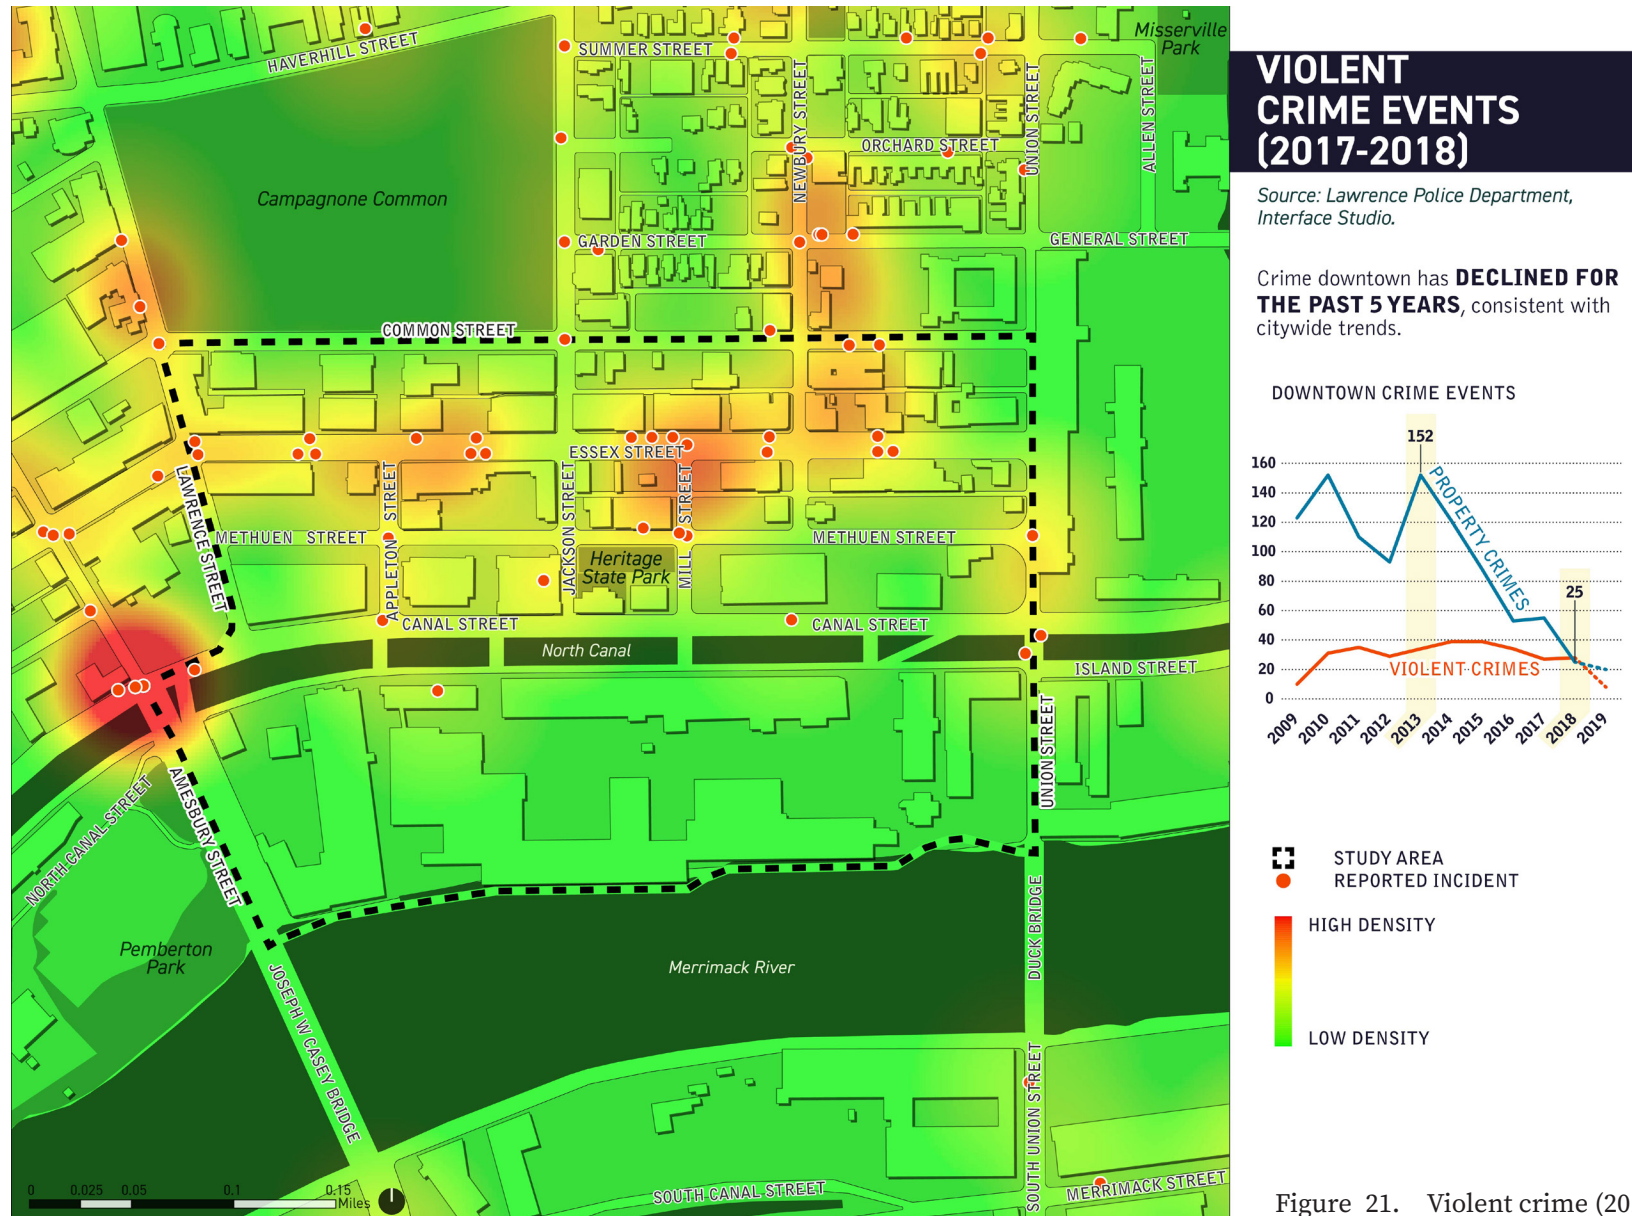 HAVERHILL STREET
SUMMER STREET
Misserville
Park
NEWBURY STREET
UNION STREET
ALLEN STREET
ORCHARD STREET
Campagnone Common
GARDEN STREET
GENERAL STREET
COMMON STREET
ESSEX STREET
LAWRENCE STREET
APPLETON STREET
JACKSON STREET
MILL STREET
METHUEN STREET
METHUEN STREET
Heritage
State Park
CANAL STREET
CANAL STREET
North Canal
ISLAND STREET
UNION STREET
AMESBURY STREET
NORTH CANAL STREET
Pemberton
Park
Merrimack River
DUCK BRIDGE
JOSEPH W CASEY BRIDGE
SOUTH UNION STREET
SOUTH CANAL STREET
MERRIMACK STREET
0 0.025 0.05 0.1 0.15
Miles
VIOLENT
CRIME EVENTS
(2017-2018)
Source: Lawrence Police Department,
Interface Studio.
Crime downtown has DECLINED FOR
THE PAST 5 YEARS, consistent with
citywide trends.
DOWNTOWN CRIME EVENTS
152
160
140
120
100
80
60
40
20
0
PROPERTY CRIMES
25
VIOLENT CRIMES
2009 2010 2011 2012 2013 2014 2015 2016 2017 2018 2019
STUDY AREA
REPORTED INCIDENT
HIGH DENSITY
LOW DENSITY
Figure 21. Violent crime (20